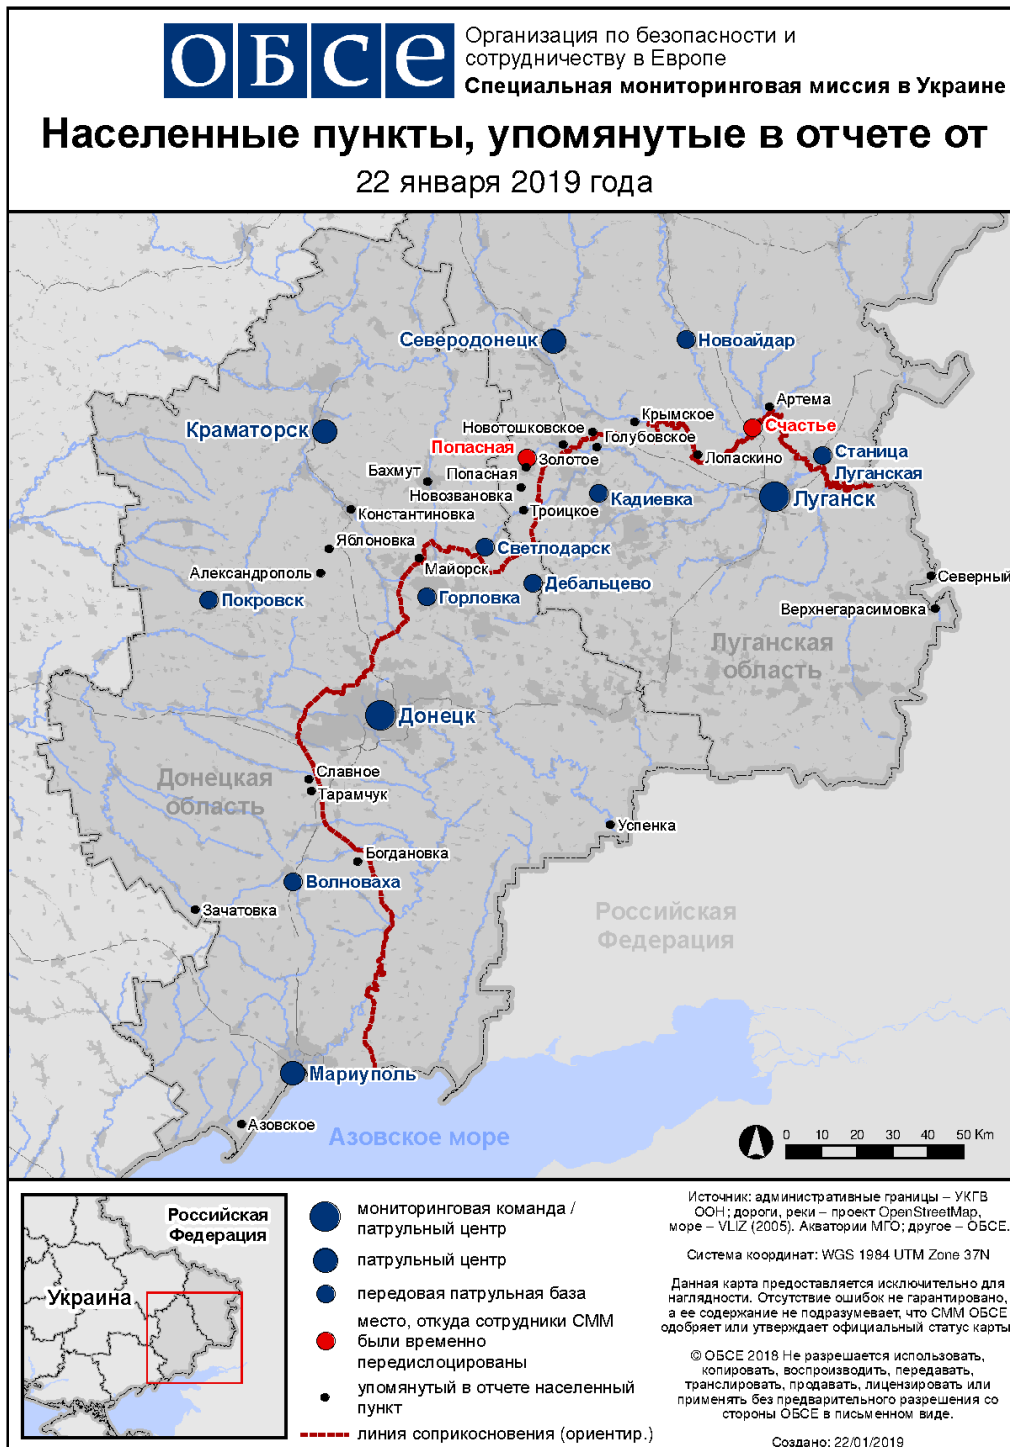 ОБСЕ
Организация по безопасности и
сотрудничеству в Европе
Специальная мониторинговая миссия в Украине
Населенные пункты, упомянутые в отчете от
22 января 2019 года
Северодонецк
Новоайдар
Артема
Крымское
Счастье
Краматорск
Новотошковское
Голубовское
Попасная
Золотое
Лопаскино
Станица
Луганская
Бахмут
Попасная
Новозвановка
Кадиевка
Луганск
Константиновка
Троицкое
Яблоновка
Светлодарск
Майорск
Александрополь
Дебальцево
Северный
Покровск
Горловка
Верхнегарасимовка
Луганская
область
Донецк
Славное
Донецкая
область
Тарамчук
Успенка
Богдановка
Волноваха
Зачатовка
Российская
Федерация
Мариуполь
Азовское
Азовское море
0 10 20 30 40 50 Km
Российская
Федерация
Украина
мониторинговая команда /
патрульный центр
патрульный центр
передовая патрульная база
место, откуда сотрудники СММ
были временно
передислоцированы
упомянутый в отчете населенный
пункт
линия соприкосновения (ориентир.)
Источник: административные границы – УКГВ
ООН; дороги, реки – проект OpenStreetMap,
море – VLIZ (2005). Акватории МГО; другое – ОБСЕ.
Система координат: WGS 1984 UTM Zone 37N
Данная карта предоставляется исключительно для
наглядности. Отсутствие ошибок не гарантировано,
а ее содержание не подразумевает, что СММ ОБСЕ
одобряет или утверждает официальный статус карты
© ОБСЕ 2018 Не разрешается использовать,
копировать, воспроизводить, передавать,
транслировать, продавать, лицензировать или
применять без предварительного разрешения со
стороны ОБСЕ в письменном виде.
Создано: 22/01/2019